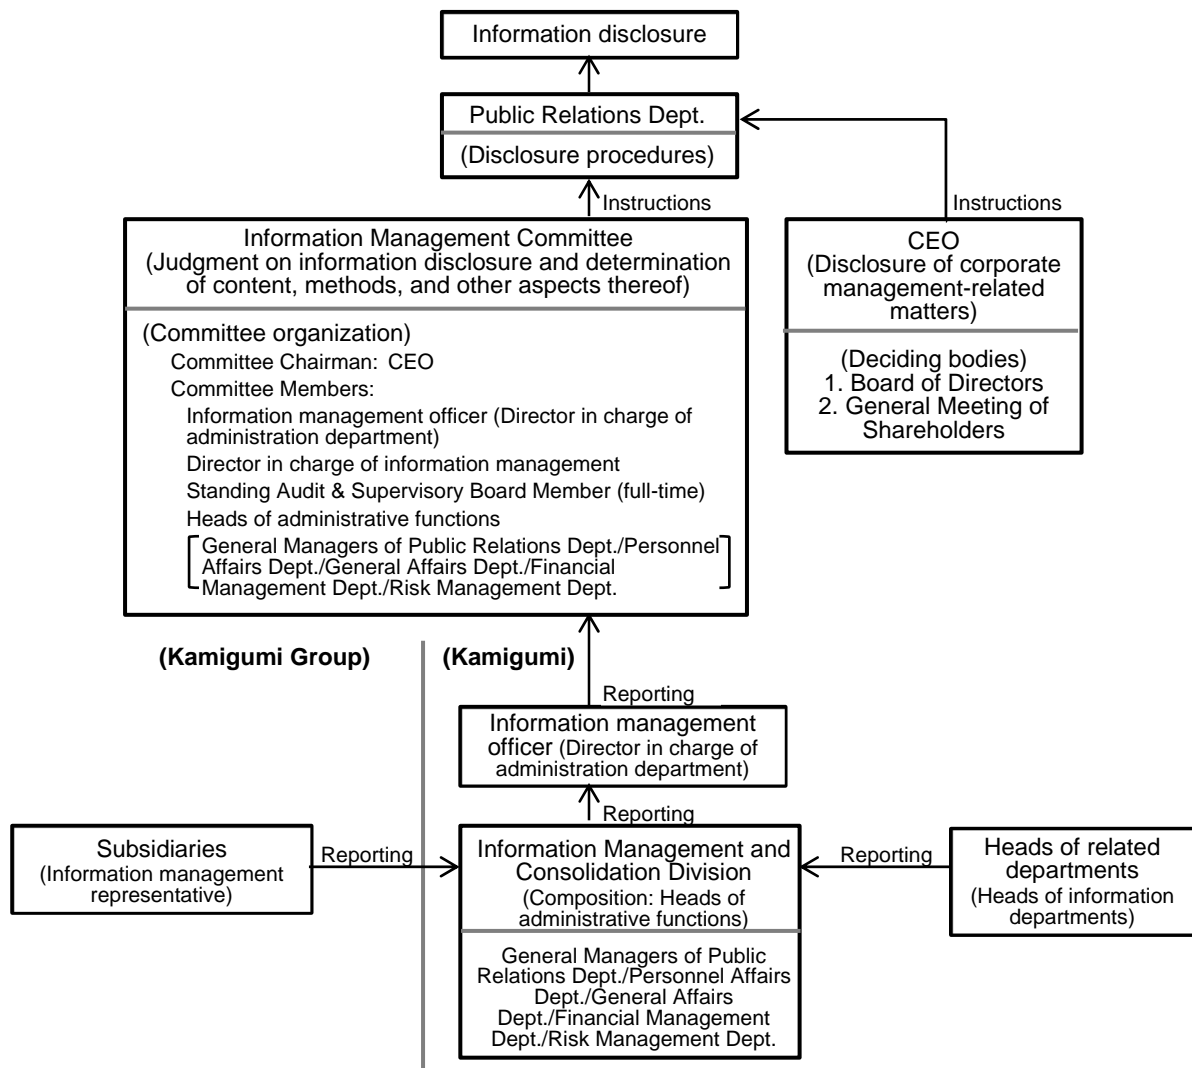 Information disclosure
Public Relations Dept.
(Disclosure procedures)
Instructions
Instructions
Information Management Committee
(Judgment on information disclosure and determination
of content, methods, and other aspects thereof)
(Committee organization)
Committee Chairman: CEO
Committee Members:
Information management officer (Director in charge of
administration department)
Director in charge of information management
Standing Audit & Supervisory Board Member (full-time)
Heads of administrative functions
General Managers of Public Relations Dept./Personnel
Affairs Dept./General Affairs Dept./Financial
Management Dept./Risk Management Dept.
CEO
(Disclosure of corporate
management-related
matters)
(Deciding bodies)
1. Board of Directors
2. General Meeting of
Shareholders
(Kamigumi Group)
(Kamigumi)
Reporting
Information management
officer (Director in charge of
administration department)
Reporting
Subsidiaries
(Information management
representative)
Reporting
Information Management and
Consolidation Division
(Composition: Heads of
administrative functions)
General Managers of Public
Relations Dept./Personnel Affairs
Dept./General Affairs
Dept./Financial Management
Dept./Risk Management Dept.
Reporting
Heads of related
departments
(Heads of information
departments)